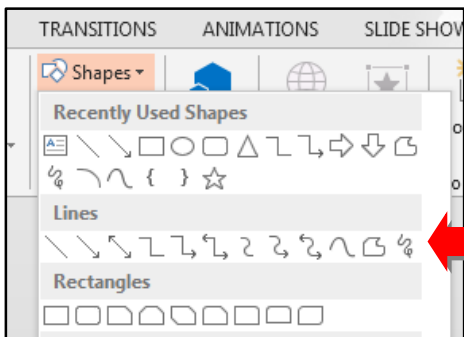 TRANSITIONS ANIMATIONS SLIDE SHOW
Shapes
Recently Used Shapes
Lines
Rectangles